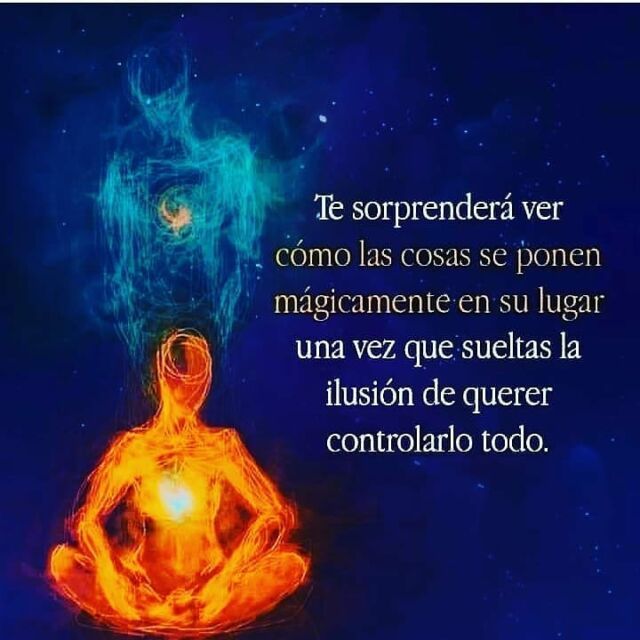 Te sorprenderá ver
cómo las cosas se ponen
mágicamente en su lugar
una vez que sueltas la
ilusión de querer
controlarlo todo.